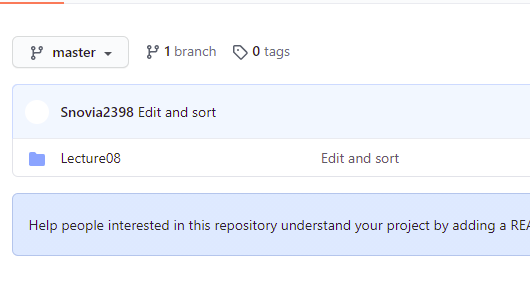 master 1 branch 0 tags
Snovia2398 Edit and sort
Lecture08 Edit and sort
Help people interested in this repository understand your project by adding a